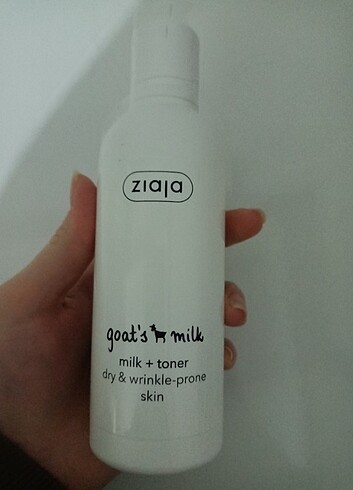 ziaja
goat's milk
milk + toner
dry & wrinkle-prone
skin